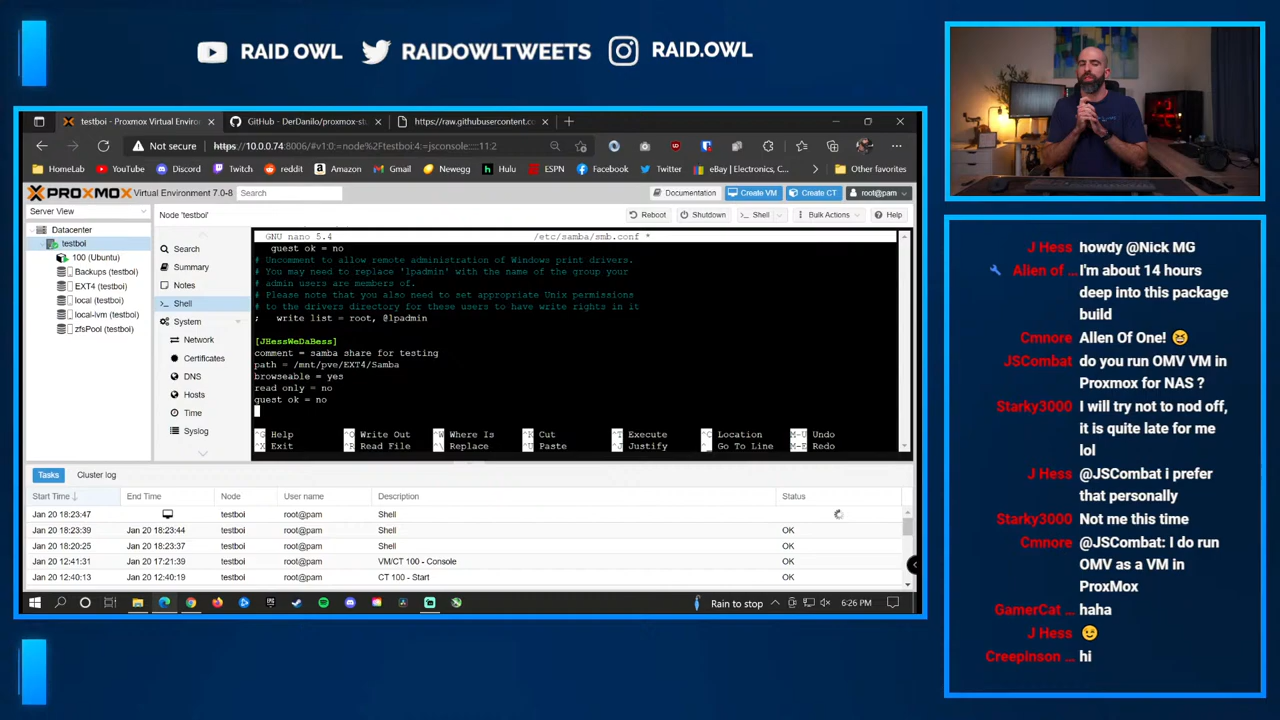 RAID OWL
RAIDOWLTWEETS
RAID.OWL
testboi - Proxmox Virtual Enviro
GitHub - DerDanilo/proxmox-stu
https://raw.githubusercontent.co
Not secure
https://10.0.0.74:8006/#v1:0:=node%2Ftestboi:4:=jsconsole:::::11:2
HomeLab
YouTube
Discord
Twitch
reddit
Amazon
Gmail
Newegg
Hulu
ESPN
Facebook
Twitter
eBay | Electronics, C...
Other favorites
PROXMOX Virtual Environment 7.0-8
Search
Documentation
Create VM
Create CT
root@pam
Server View
Node 'testboi'
Reboot
Shutdown
Shell
Bulk Actions
Help
Datacenter
testboi
100 (Ubuntu)
Backups (testboi)
EXT4 (testboi)
local (testboi)
local-lvm (testboi)
zfsPool (testboi)
Search
Summary
Notes
Shell
System
Network
Certificates
DNS
Hosts
Time
Syslog
GNU nano 5.4 /etc/samba/smb.conf *
guest ok = no
# Uncomment to allow remote administration of Windows print drivers.
# You may need to replace 'lpadmin' with the name of the group your
# admin users are members of.
# Please note that you also need to set appropriate Unix permissions
# to the drivers directory for these users to have write rights in it
; write list = root, @lpadmin
[JHessWeDaBess]
comment = samba share for testing
path = /mnt/pve/EXT4/Samba
browseable = yes
read only = no
guest ok = no
^G Help ^O Write Out ^W Where Is ^K Cut ^T Execute ^C Location M-U Undo
^X Exit ^R Read File ^\ Replace ^U Paste ^J Justify ^_ Go To Line M-E Redo
Tasks
Cluster log
Start Time End Time Node User name Description Status
Jan 20 18:23:47 testboi root@pam Shell
Jan 20 18:23:39 Jan 20 18:23:44 testboi root@pam Shell OK
Jan 20 18:20:25 Jan 20 18:23:37 testboi root@pam Shell OK
Jan 20 12:41:31 Jan 20 17:21:39 testboi root@pam VM/CT 100 - Console OK
Jan 20 12:40:13 Jan 20 12:40:19 testboi root@pam CT 100 - Start OK
Rain to stop
6:26 PM
J Hess howdy @Nick MG
Allen of ... I'm about 14 hours
deep into this package
build
Cmnore Allen Of One! 😆
JSCombat do you run OMV VM in
Proxmox for NAS ?
Starky3000 I will try not to nod off,
it is quite late for me
lol
J Hess @JSCombat i prefer
that personally
Starky3000 Not me this time
Cmnore @JSCombat: I do run
OMV as a VM in
ProxMox
GamerCat ... haha
J Hess 😉
Creepinson ... hi